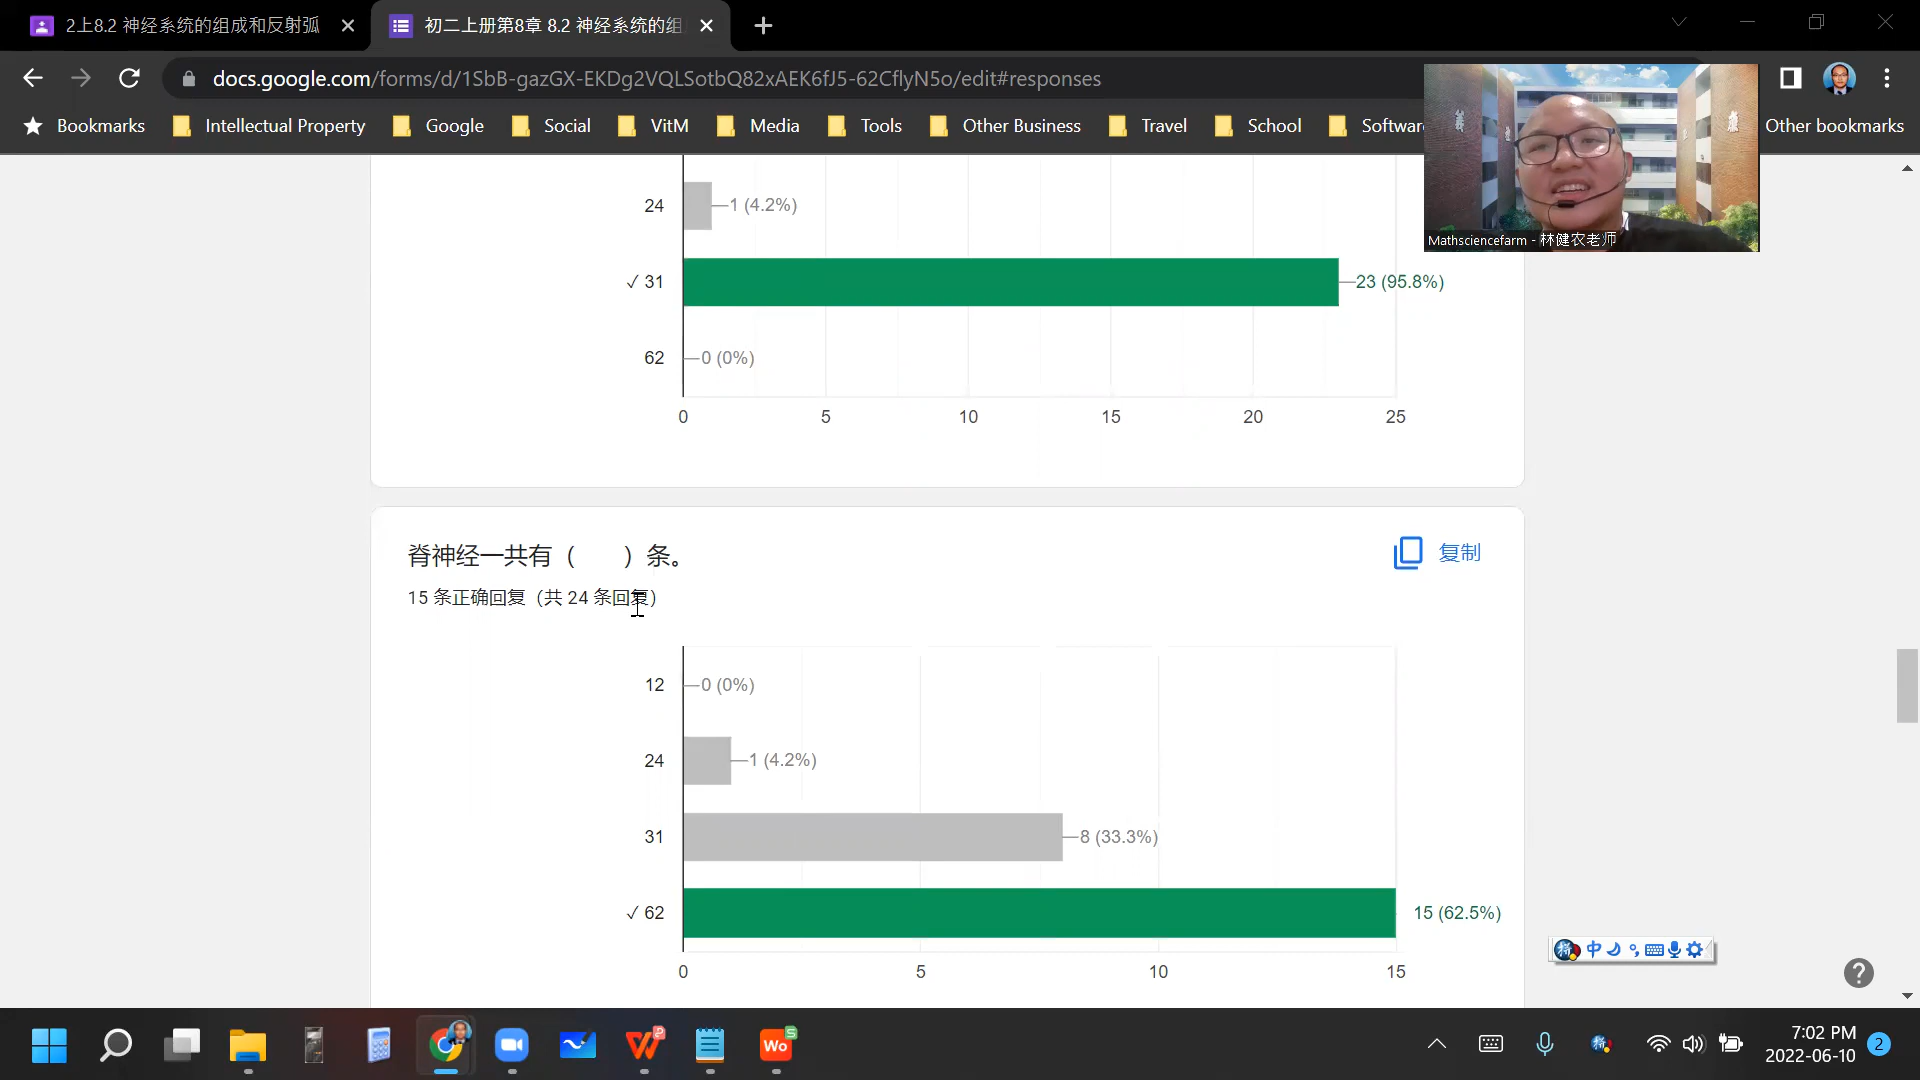 2上8.2 神经系统的组成和反射弧
初二上册第8章 8.2 神经系统的组
docs.google.com/forms/d/1SbB-gazGX-EKDg2VQLSotbQ82xAEK6fJ5-62CflyN5o/edit#responses
Bookmarks
Intellectual Property
Google
Social
VitM
Media
Tools
Other Business
Travel
School
Software
Other bookmarks
Mathsciencefarm - 林健农老师
24
1 (4.2%)
✓ 31
23 (95.8%)
62
0 (0%)
0 5 10 15 20 25
脊神经一共有（　　）条。
复制
15 条正确回复（共 24 条回复）
12
0 (0%)
24
1 (4.2%)
31
8 (33.3%)
✓ 62
15 (62.5%)
0 5 10 15
中
Wo
7:02 PM
2022-06-10
2